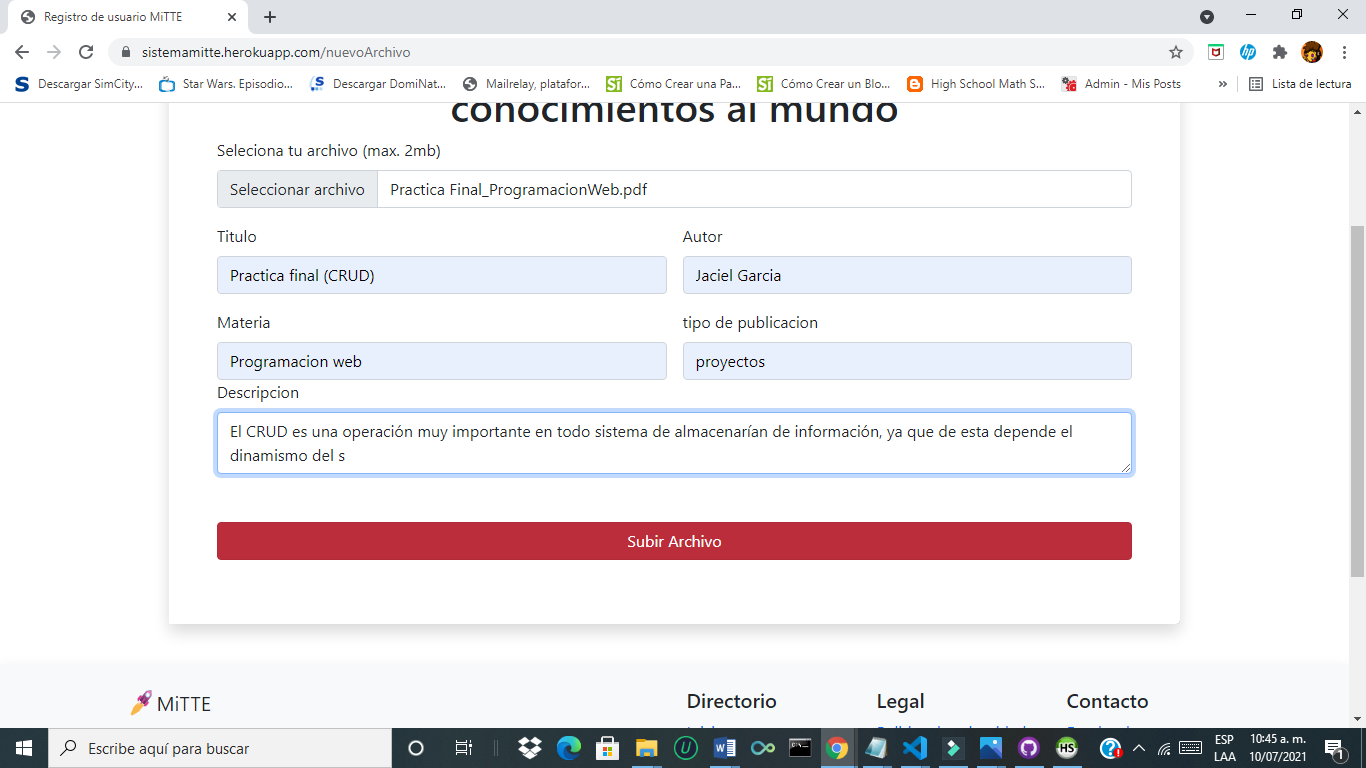 Registro de usuario MiTTE
sistemamitte.herokuapp.com/nuevoArchivo
Descargar SimCity...
Star Wars. Episodio...
Descargar DomiNat...
Mailrelay, platafor...
Cómo Crear una Pa...
Cómo Crear un Blo...
High School Math S...
Admin - Mis Posts
»
Lista de lectura
conocimientos al mundo
Seleciona tu archivo (max. 2mb)
Seleccionar archivo Practica Final_ProgramacionWeb.pdf
Titulo Autor
Practica final (CRUD) Jaciel Garcia
Materia tipo de publicacion
Programacion web proyectos
Descripcion
El CRUD es una operación muy importante en todo sistema de almacenarían de información, ya que de esta depende el
dinamismo del s
Subir Archivo
MiTTE Directorio Legal Contacto
Escribe aquí para buscar
ESP
LAA
10:45 a. m.
10/07/2021
1